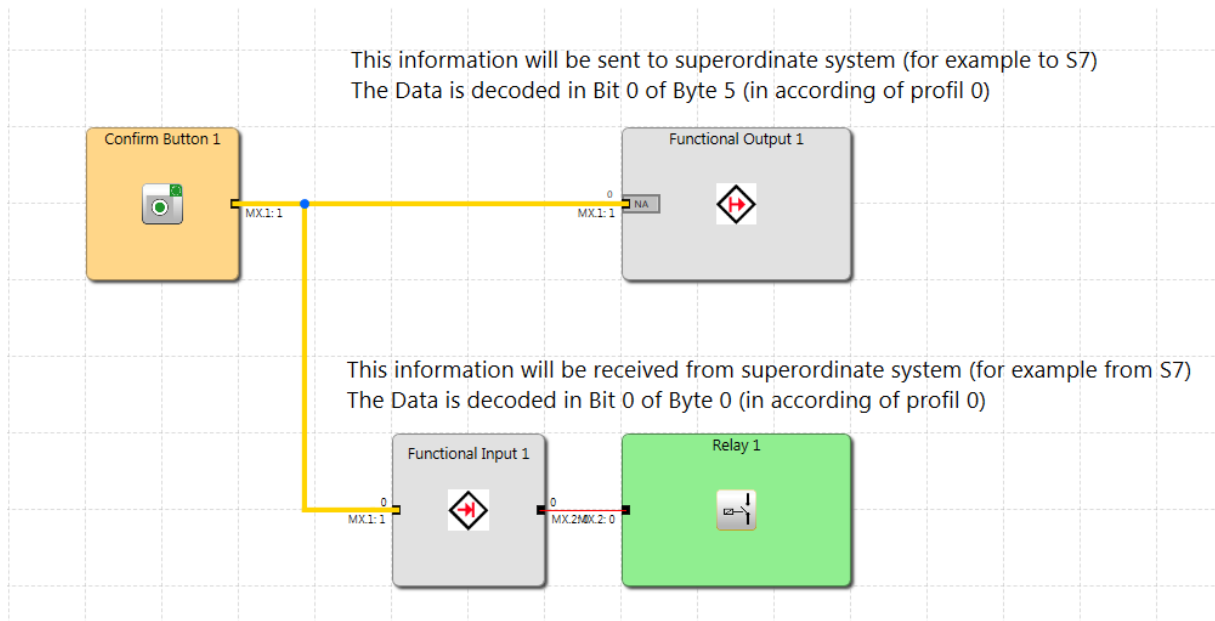 This information will be sent to superordinate system (for example to S7)
The Data is decoded in Bit 0 of Byte 5 (in according of profil 0)
Confirm Button 1
Functional Output 1
MX.1: 1
0
MX.1: 1
NA
This information will be received from superordinate system (for example from S7)
The Data is decoded in Bit 0 of Byte 0 (in according of profil 0)
Functional Input 1
Relay 1
0
MX.1: 1
0
MX.2: 0
MX.2: 0